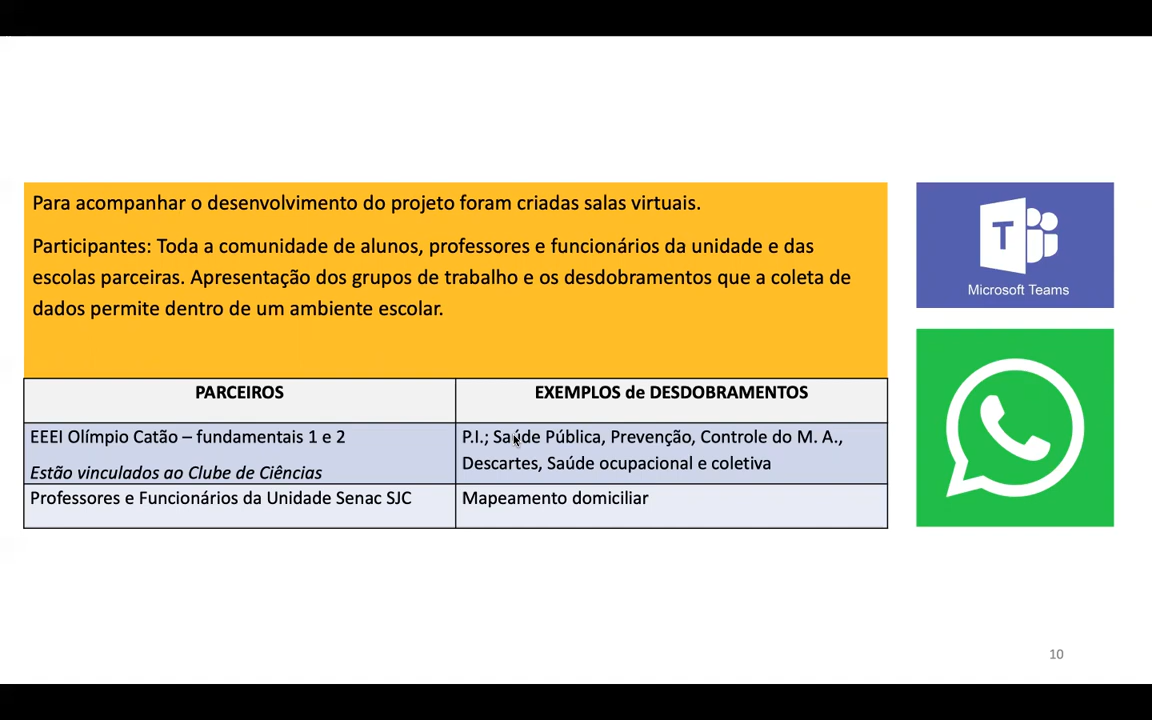 Para acompanhar o desenvolvimento do projeto foram criadas salas virtuais.
Participantes: Toda a comunidade de alunos, professores e funcionários da unidade e das
escolas parceiras. Apresentação dos grupos de trabalho e os desdobramentos que a coleta de
dados permite dentro de um ambiente escolar.
T
Microsoft Teams
PARCEIROS
EXEMPLOS de DESDOBRAMENTOS
EEEI Olímpio Catão – fundamentais 1 e 2
Estão vinculados ao Clube de Ciências
P.I.; Saúde Pública, Prevenção, Controle do M. A.,
Descartes, Saúde ocupacional e coletiva
Professores e Funcionários da Unidade Senac SJC
Mapeamento domiciliar
10